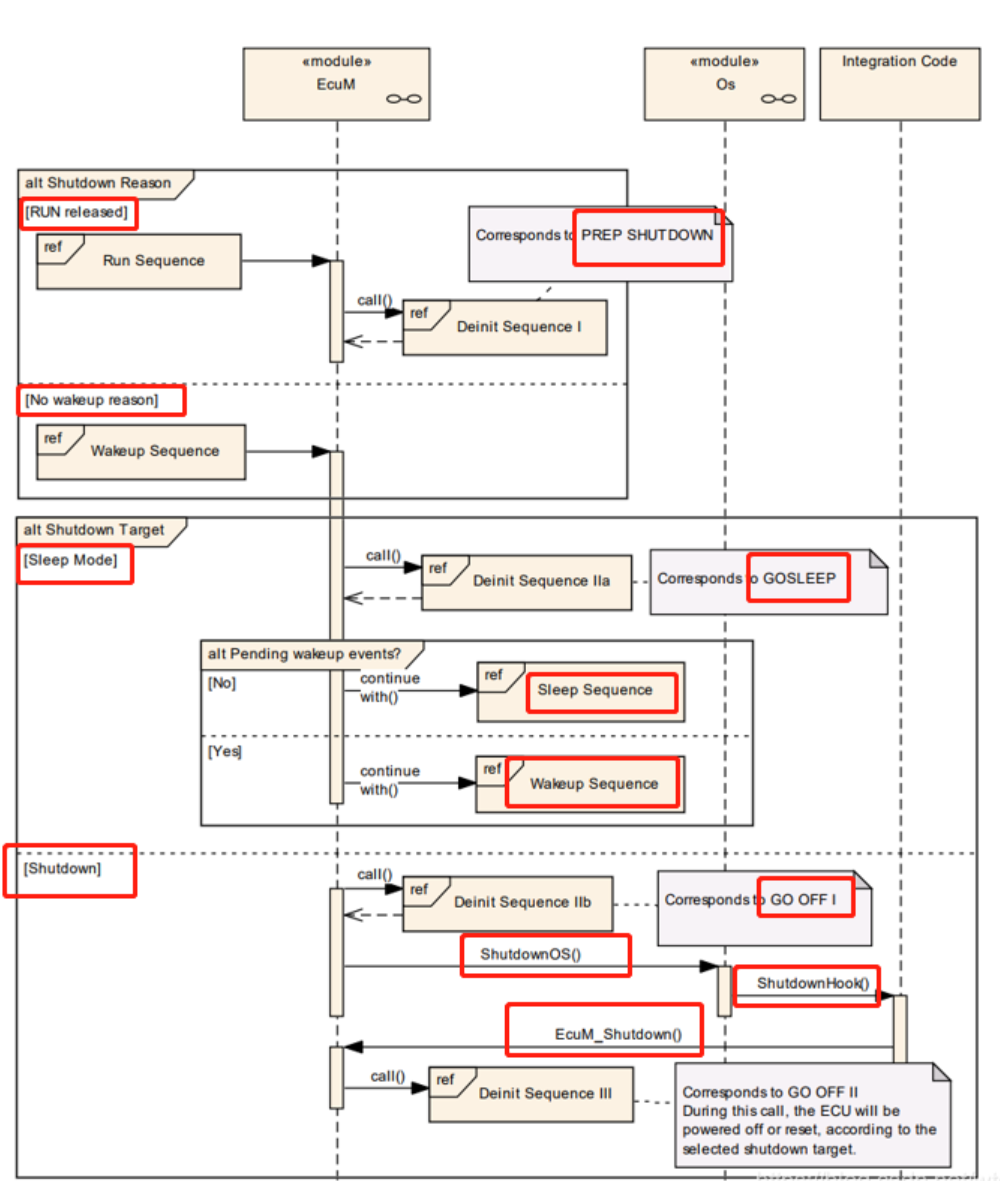 «module»
EcuM
«module»
Os
Integration Code
alt Shutdown Reason
[RUN released]
ref
Run Sequence
Corresponds to PREP SHUTDOWN
call()
ref
Deinit Sequence I
[No wakeup reason]
ref
Wakeup Sequence
alt Shutdown Target
[Sleep Mode]
call()
ref
Deinit Sequence IIa
Corresponds to GOSLEEP
alt Pending wakeup events?
[No]
continue
with()
ref
Sleep Sequence
[Yes]
continue
with()
ref
Wakeup Sequence
[Shutdown]
call()
ref
Deinit Sequence IIb
Corresponds to GO OFF I
ShutdownOS()
ShutdownHook()
EcuM_Shutdown()
call()
ref
Deinit Sequence III
Corresponds to GO OFF II
During this call, the ECU will be
powered off or reset, according to the
selected shutdown target.